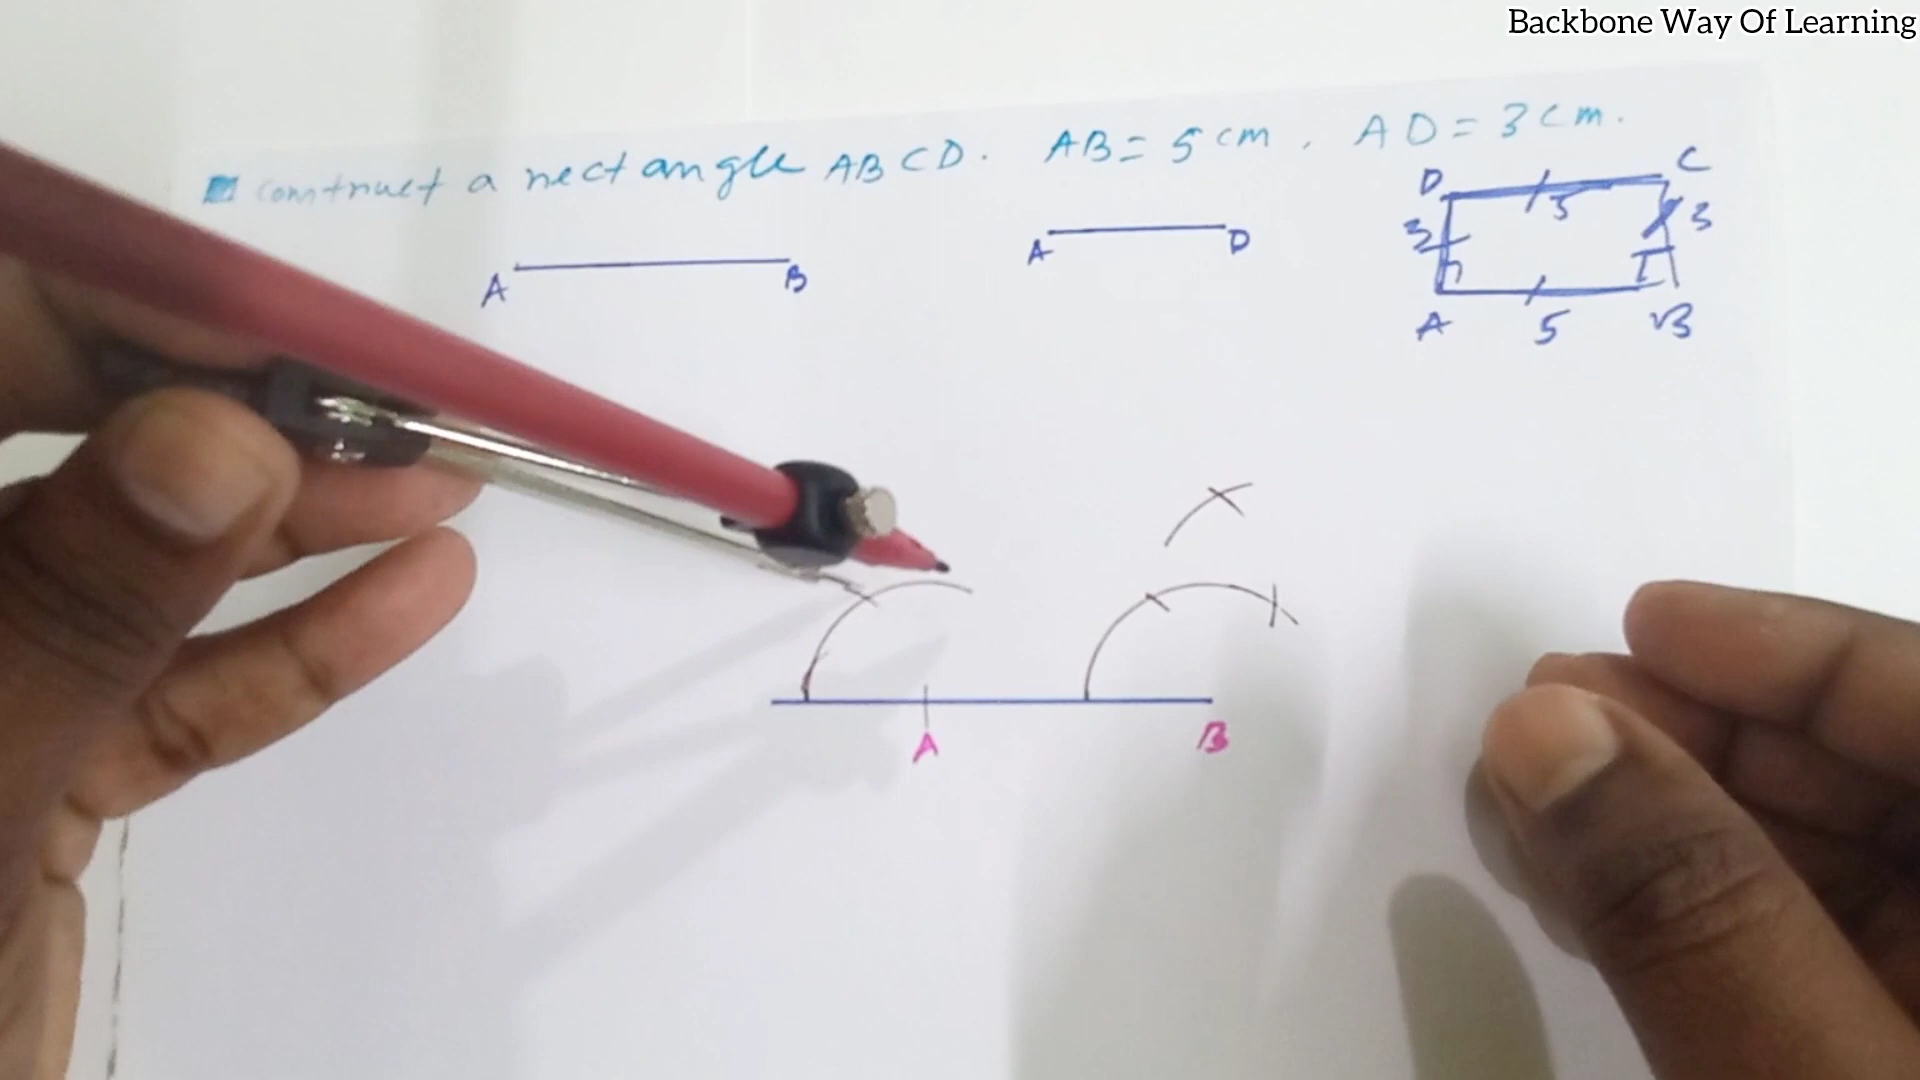 Backbone Way Of Learning
Construct a rectangle ABCD. AB = 5 cm, AD = 3 cm.
A B
A D
D C
5
3 3
A 5 B
A B